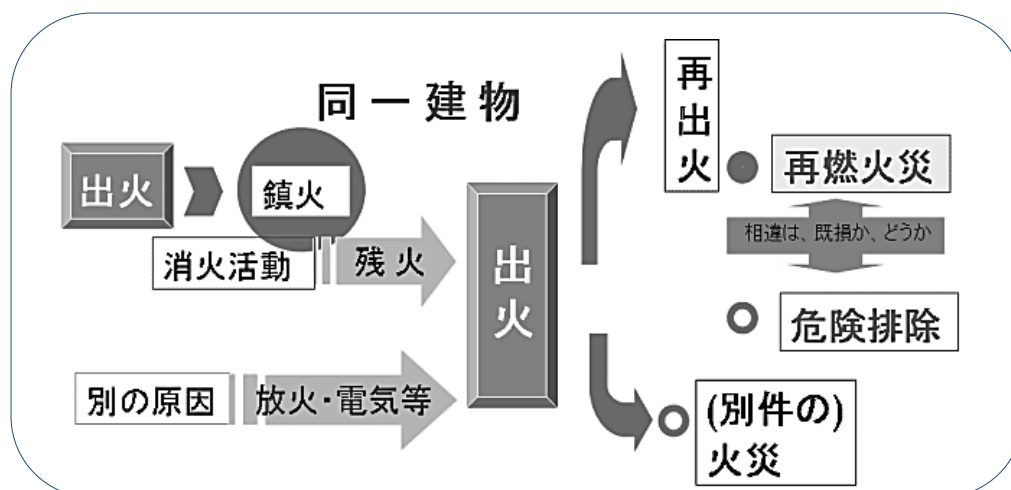 同一建物
出火
鎮火
消火活動
残火
別の原因
放火・電気等
出火
再出火
再燃火災
相違は、既損か、どうか
危険排除
(別件の)
火災